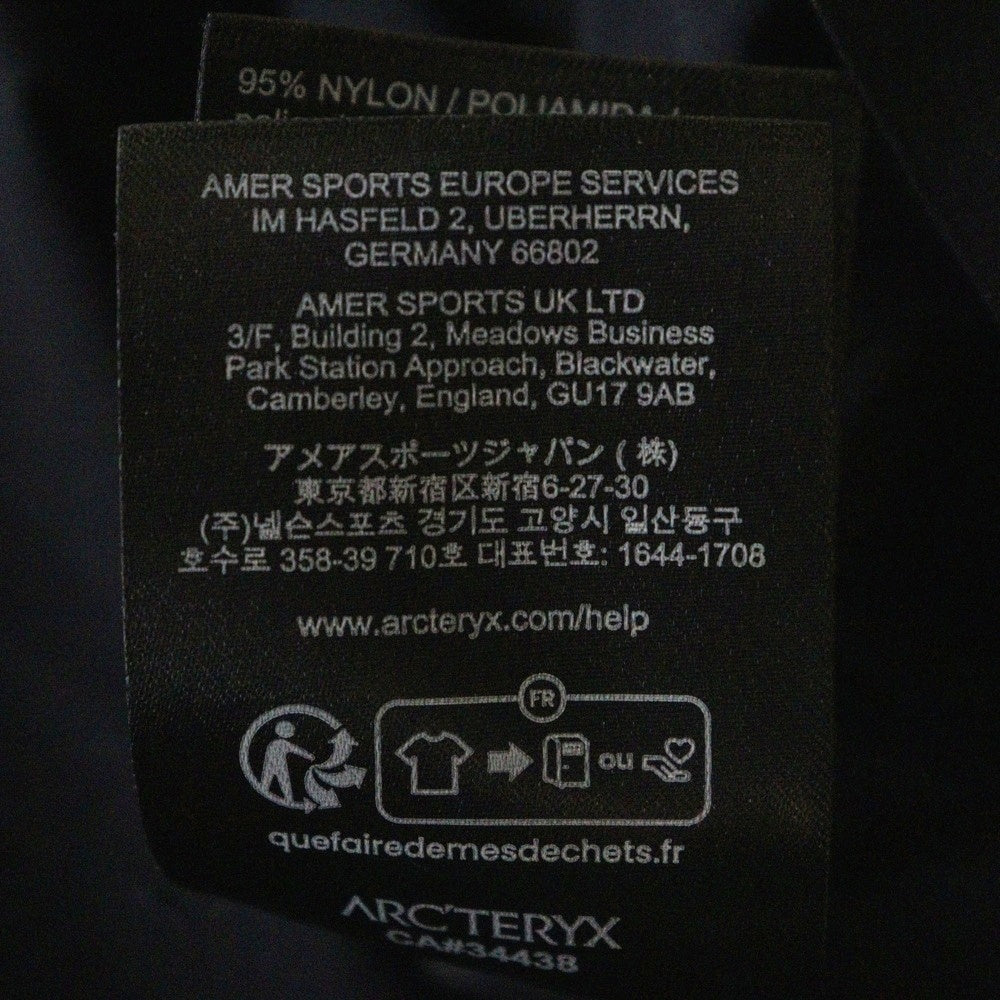 95% NYLON / POLIAMIDA /
AMER SPORTS EUROPE SERVICES
IM HASFELD 2, UBERHERRN,
GERMANY 66802
AMER SPORTS UK LTD
3/F, Building 2, Meadows Business
Park Station Approach, Blackwater,
Camberley, England, GU17 9AB
アメアスポーツジャパン ( 株)
東京都新宿区新宿6-27-30
(주)넬슨스포츠 경기도 고양시 일산동구
호수로 358-39 710호 대표번호: 1644-1708
www.arcteryx.com/help
FR
ou
quefairedemesdechets.fr
ARC'TERYX
CA#34438